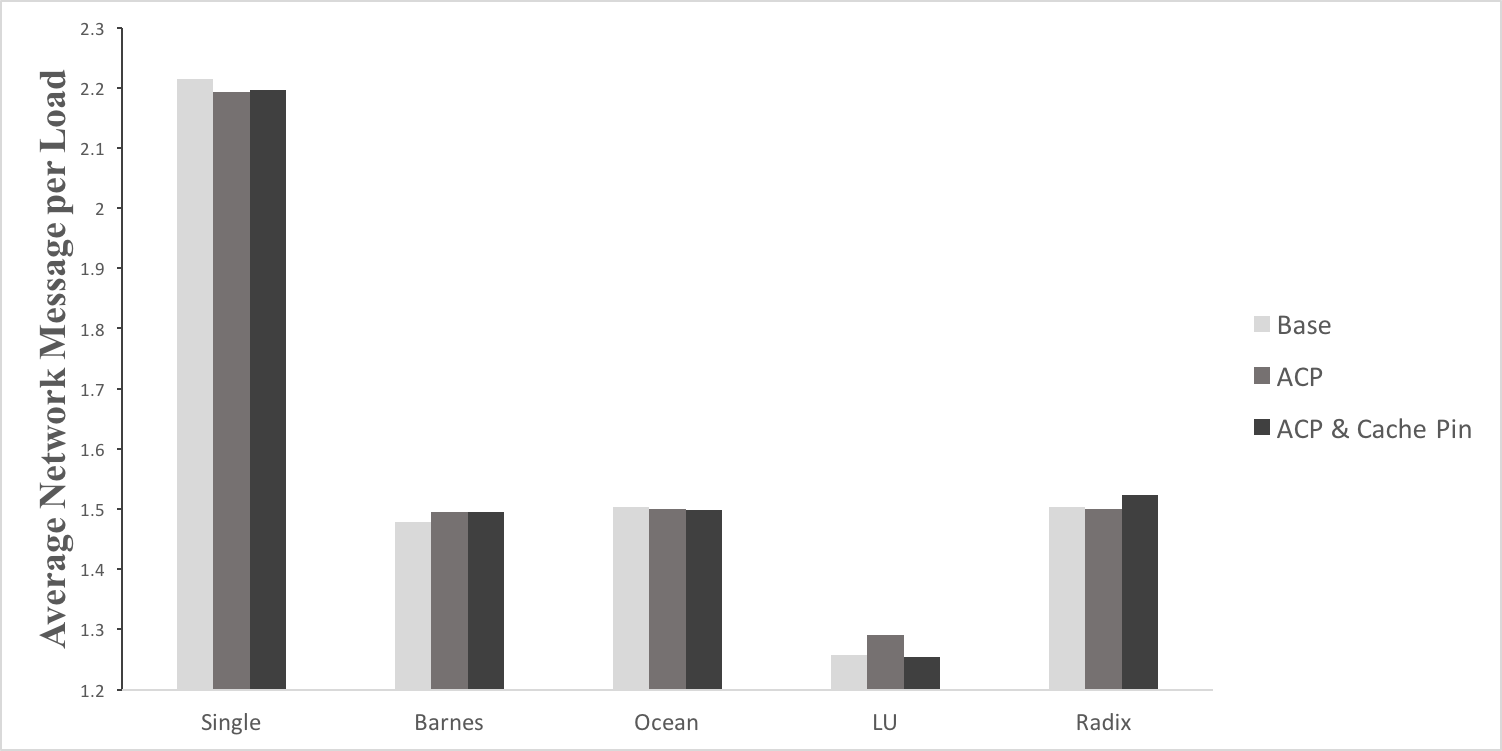 Average Network Message per Load
2.3
2.2
2.1
2
1.9
1.8
1.7
1.6
1.5
1.4
1.3
1.2
Single Barnes Ocean LU Radix
Base
ACP
ACP & Cache Pin